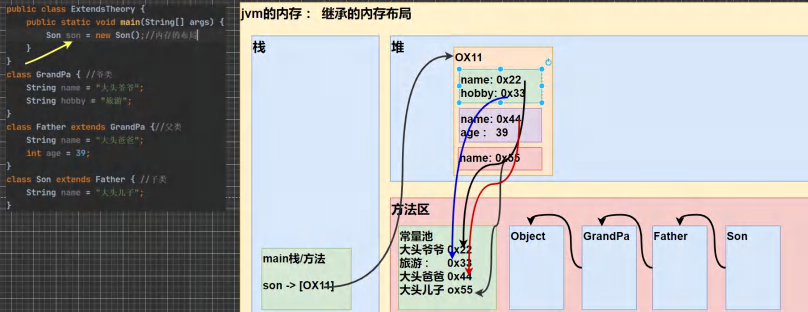 public class ExtendsTheory {
public static void main(String[] args) {
Son son = new Son();//内存的布局
}
}
class GrandPa { //爷类
String name = "大头爷爷";
String hobby = "旅游";
}
class Father extends GrandPa {//父类
String name = "大头爸爸";
int age = 39;
}
class Son extends Father { //子类
String name = "大头儿子";
}
jvm的内存： 继承的内存布局
栈
main栈/方法
son -> [OX11]
堆
OX11
name: 0x22
hobby: 0x33
name: 0x44
age : 39
name: 0x55
方法区
常量池
大头爷爷 0x22
旅游： 0x33
大头爸爸 0x44
大头儿子 ox55
Object
GrandPa
Father
Son